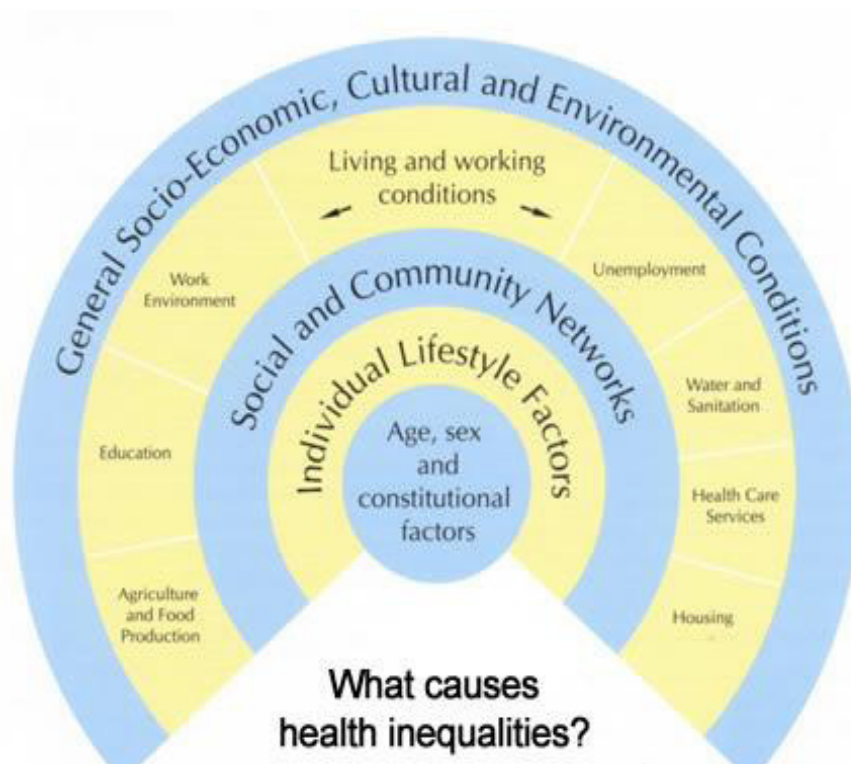 General Socio-Economic, Cultural and Environmental Conditions
Living and working
conditions
Work
Environment
Unemployment
Education
Water and
Sanitation
Health Care
Services
Agriculture
and Food
Production
Housing
Social and Community Networks
Individual Lifestyle Factors
Age, sex
and
constitutional
factors
What causes
health inequalities?